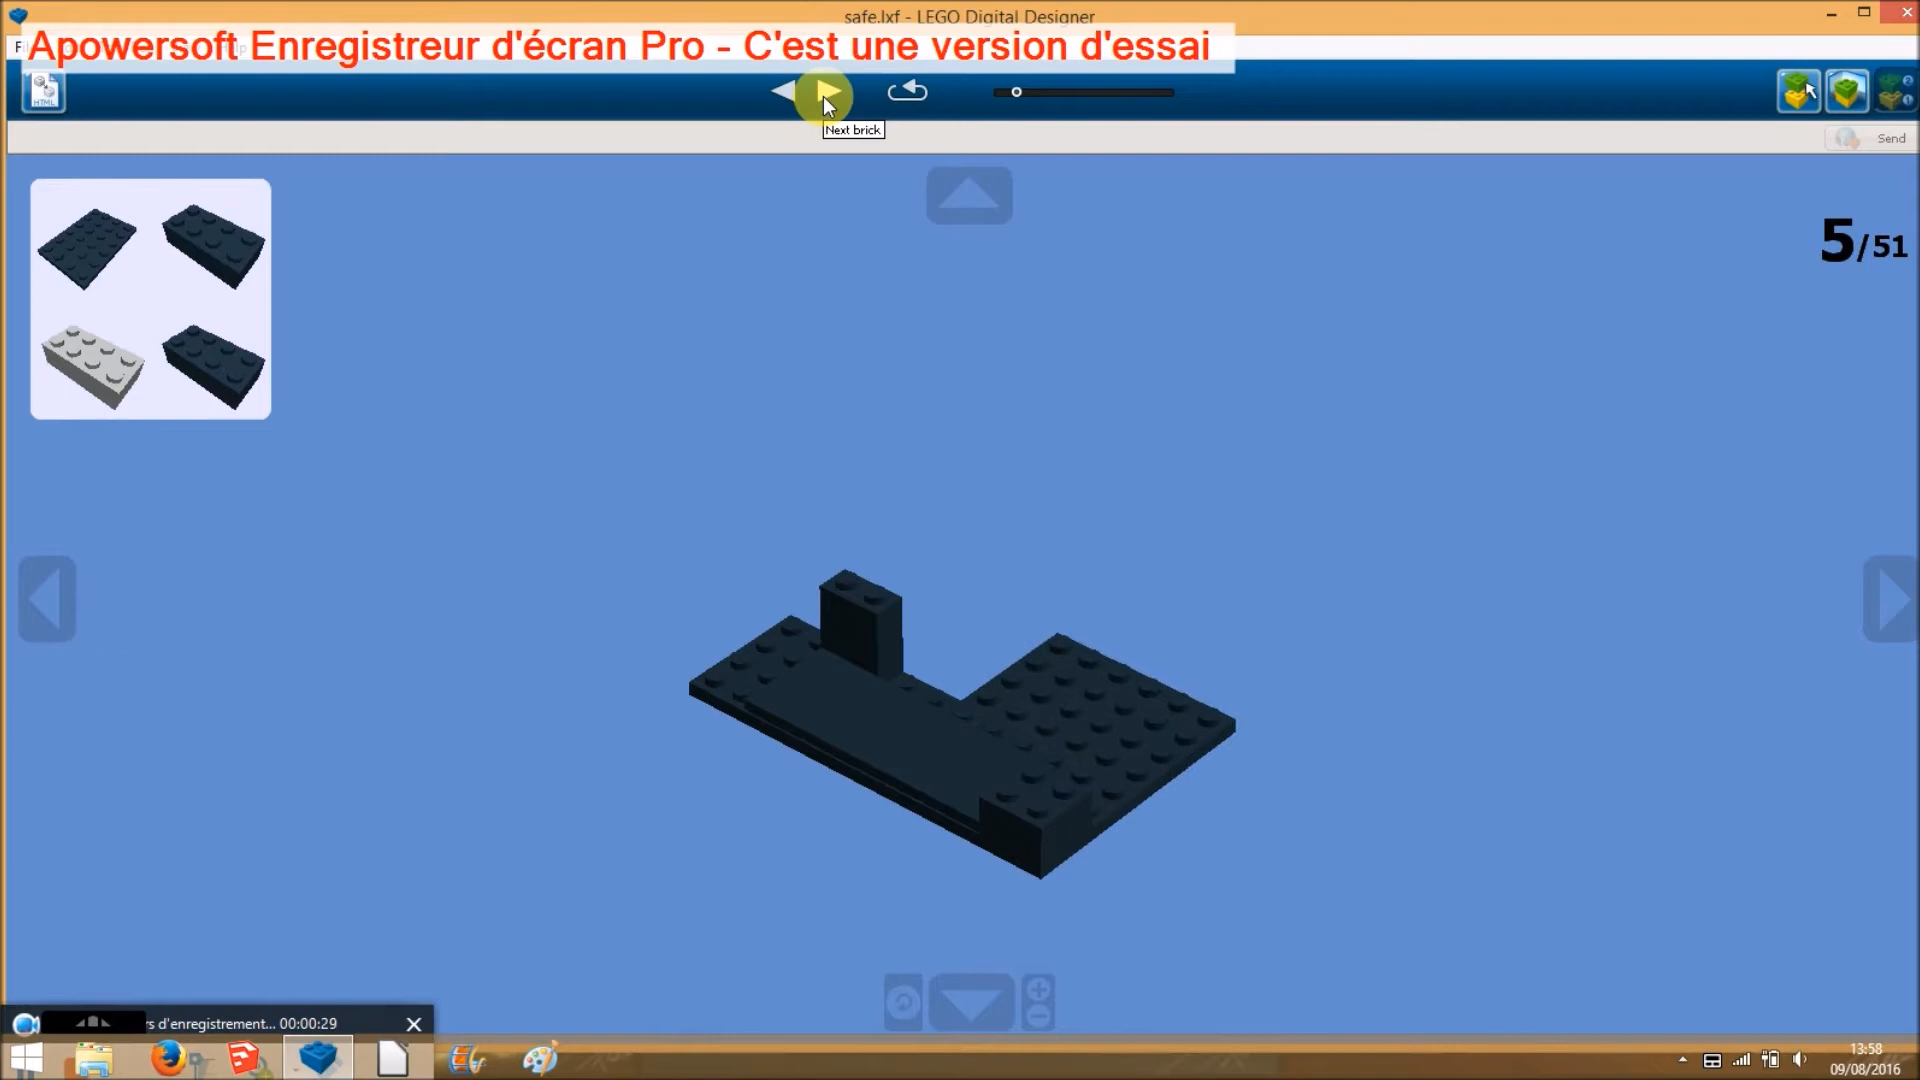 safe.lxf - LEGO Digital Designer
Apowersoft Enregistreur d'écran Pro - C'est une version d'essai
HTML
Next brick
Send
5/51
s d'enregistrement... 00:00:29
13:58
09/08/2016